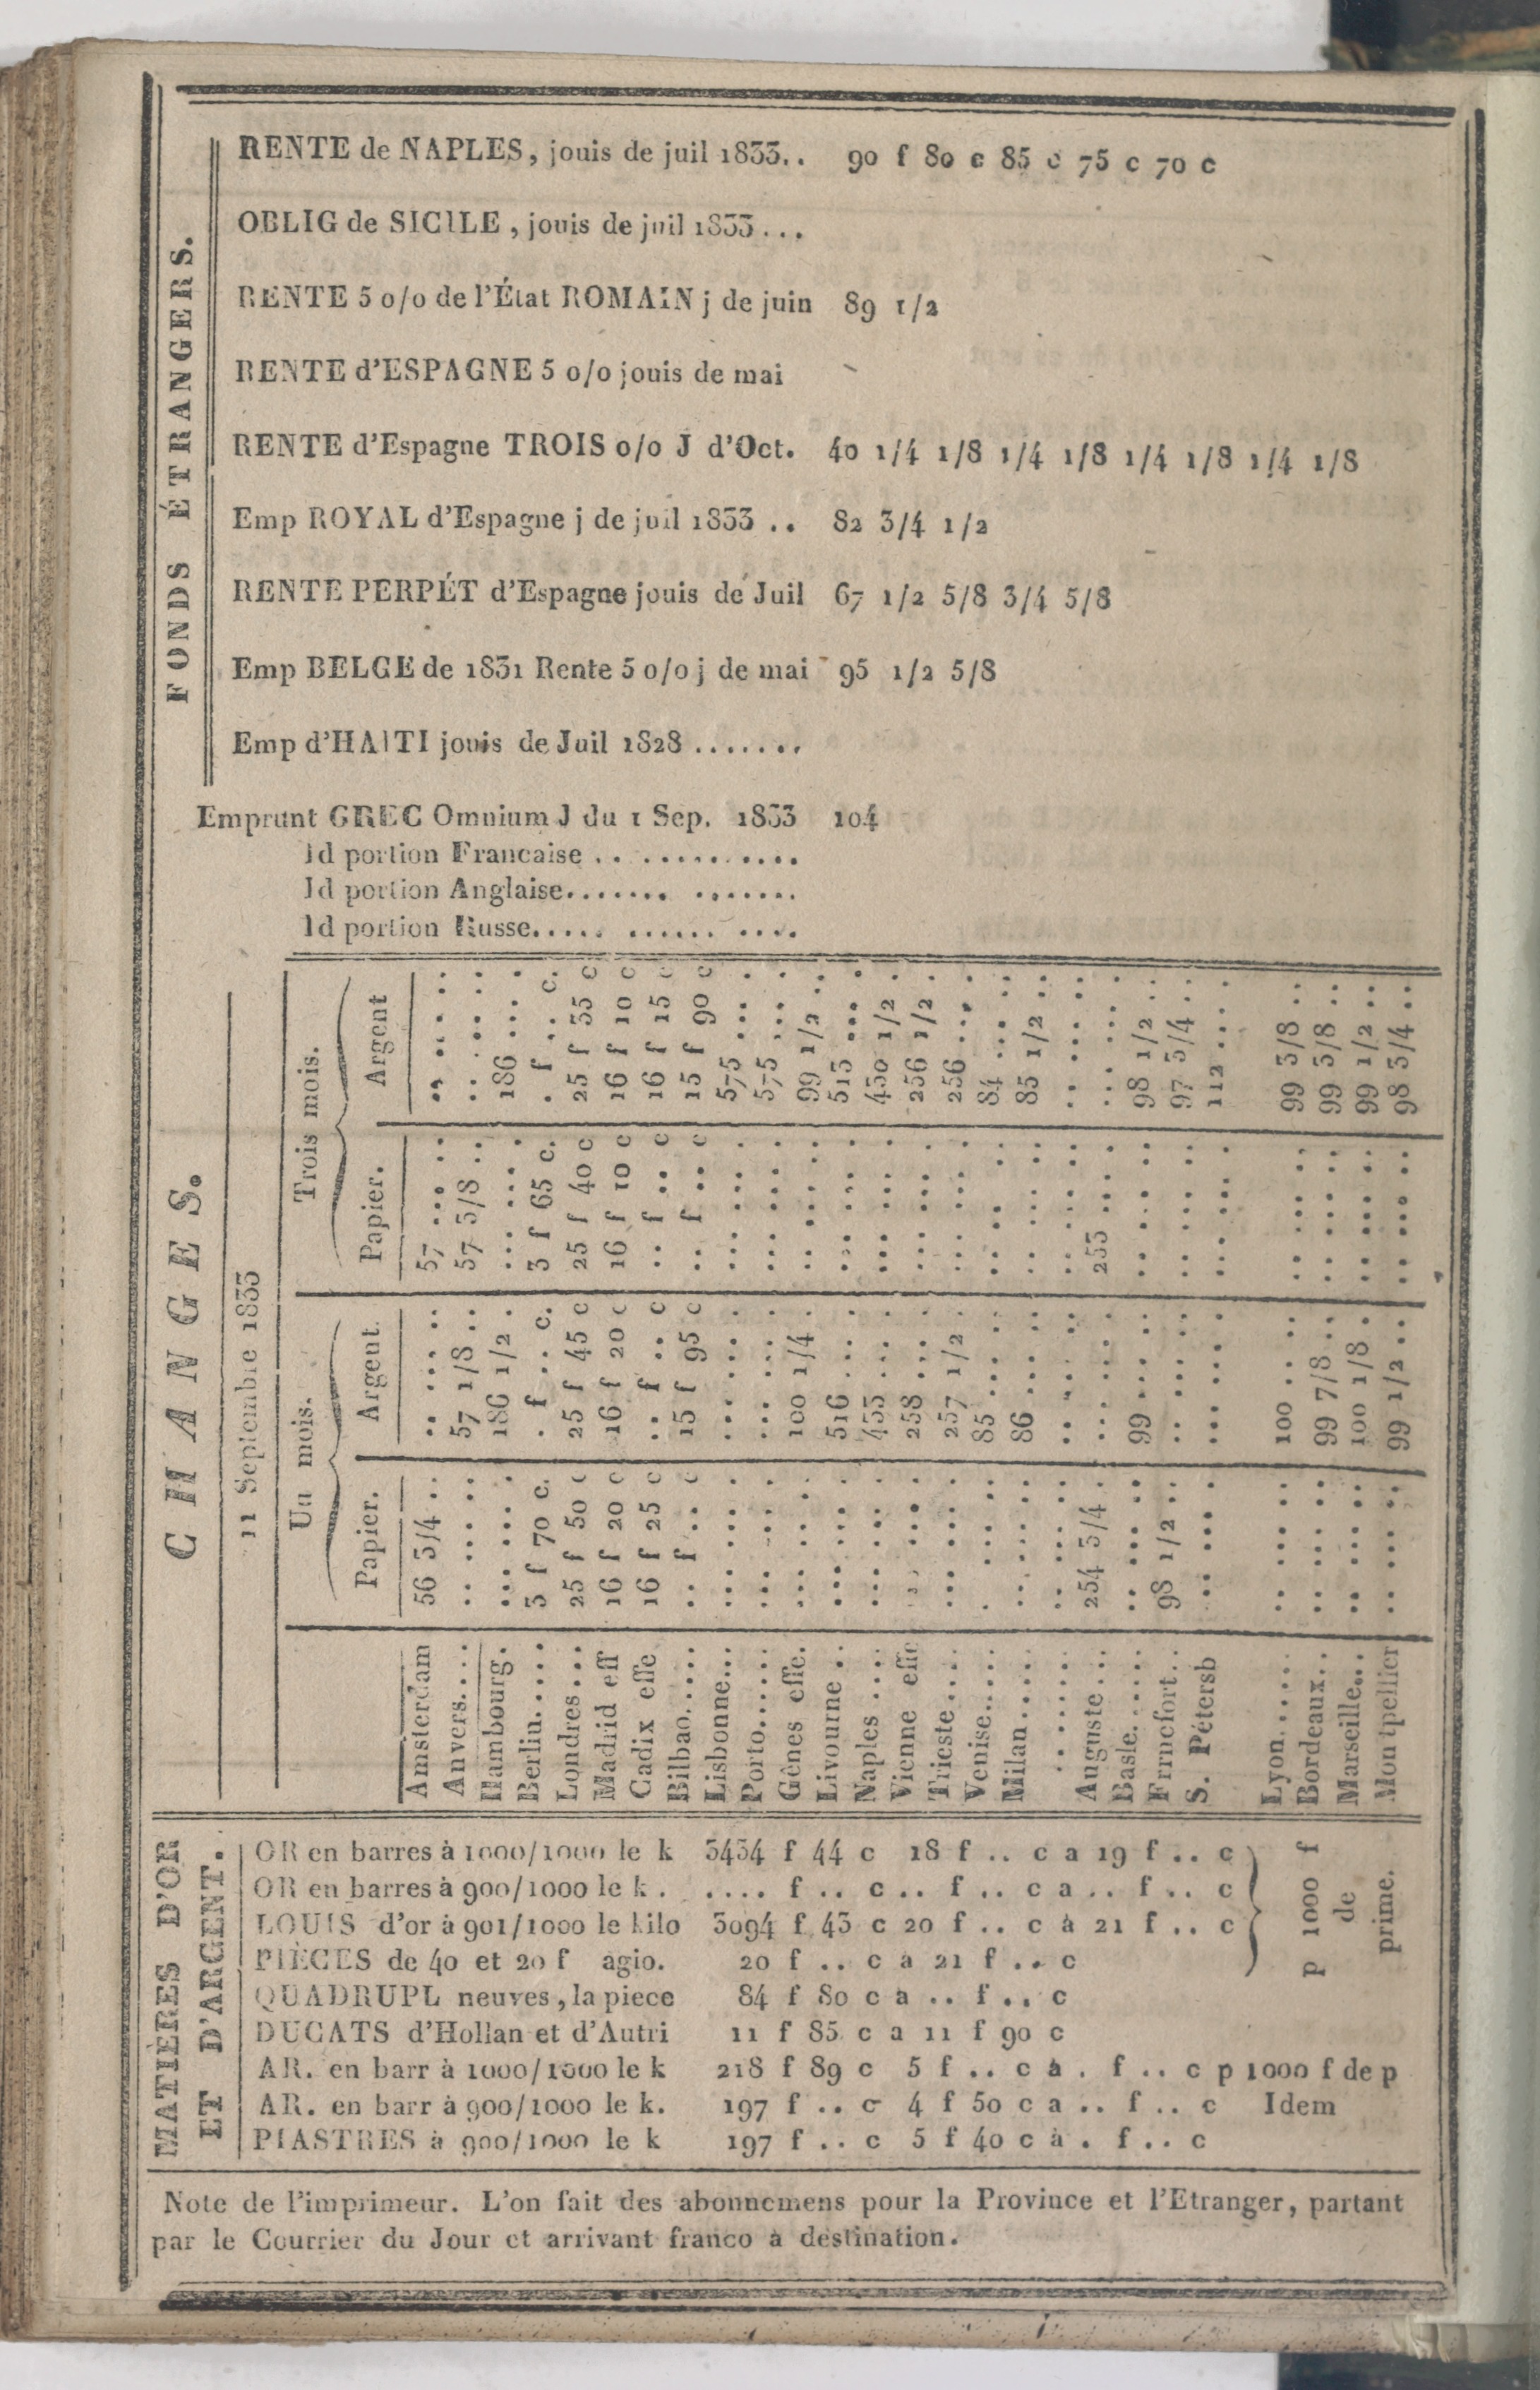 FONDS ÉTRANGERS.
RENTE de NAPLES, jouis de juil 1833.. 90 f 80 c 85 c 75 c 70 c
OBLIG de SICILE, jouis de juil 1833...
RENTE 5 o/o de l'État ROMAIN j de juin 89 1/2
RENTE d'ESPAGNE 5 o/o jouis de mai
RENTE d'Espagne TROIS o/o J d'Oct. 40 1/4 1/8 1/4 1/8 1/4 1/8 1/4 1/8
Emp ROYAL d'Espagne j de juil 1833 .. 82 3/4 1/2
RENTE PERPÉT d'Espagne jouis de Juil 67 1/2 5/8 3/4 5/8
Emp BELGE de 1831 Rente 5 o/o j de mai 95 1/2 5/8
Emp d'HAITI jouis de Juil 1828 .......
Emprunt GREC Omnium J du 1 Sep. 1833 104
Id portion Francaise ............
Id portion Anglaise..............
Id portion Russe...............
CHANGES.
11 Septembre 1833
Un mois. Trois mois.
Papier. Argent. Papier. Argent
Amsterdam 56 3/4 .. .. ... .. 57 ... .. .. .. ..
Anvers.... .. ... .. 57 1/8 .. 57 3/8 .. .. ... ..
Hambourg. ... ... . 186 1/2 . ... ... . 186 ... .
Berlin..... 3 f 70 c. . f .. c. 3 f 65 c. . f .. c.
Londres... 25 f 50 c 25 f 45 c 25 f 40 c 25 f 35 c
Madrid eff 16 f 20 c 16 f 20 c 16 f 10 c 16 f 10 c
Cadix effe 16 f 25 c .. f .. c .. f .. c 16 f 15 c
Bilbao..... .. f .. c 15 f 95 c .. f .. c 15 f 90 c
Lisbonne... ... ... . ... ... . ... ... . 575 ... .
Porto...... ... ... . ... ... . ... ... . 575 ... .
Gênes effe. ... .. .. 100 1/4 . .. .. .. 99 1/2 ..
Livourne .. ... ... . 516 ... . ... ... . 513 ... .
Naples .... ... ... . 433 ... . ... ... . 430 1/2 .
Vienne effe ... ... . 258 ... . ... ... . 256 1/2 .
Trieste.... ... ... . 257 1/2 . ... ... . 256 ... .
Venise..... . ... .. 85 ... .. .. .. .. 84 ... ..
Milan..... .. ... .. 86 ... .. .. ... .. 85 1/2 ..
....... .. ... .. .. ... .. .. ... .. .. ... ..
Auguste ... 254 3/4 . ... ... . 253 ... . ... ... .
Basle...... .. ... .. 99 ... .. .. ... .. 98 1/2 ..
Frrncfort.. 98 1/2 .. .. ... .. .. ... .. 97 3/4 ..
S. Pétersb ... ... . ... ... . ... ... . 112 ... .
Lyon...... .. ... .. 100 .. .. .. ... .. 99 3/8 ..
Bordeaux... .. ... .. 99 7/8 .. .. ... .. 99 3/8 ..
Marseille... .. ... .. 100 1/8 . .. ... .. 99 1/2 ..
Montpellier .. ... .. 99 1/2 .. .. ... .. 98 3/4 ..
MATIÈRES D'OR
ET D'ARGENT.
OR en barres à 1000/1000 le k 3434 f 44 c 18 f .. c a 19 f .. c
OR en barres à 900/1000 le k . .... f .. c .. f .. c a .. f .. c
LOUIS d'or à 901/1000 le kilo 3094 f 43 c 20 f .. c à 21 f .. c
PIÈCES de 40 et 20 f agio. 20 f .. c a 21 f .. c
p 1000 f
de
prime.
QUADRUPL neuves, la piece 84 f 80 c a .. f .. c
DUCATS d'Hollan et d'Autri 11 f 85 c a 11 f 90 c
AR. en barr à 1000/1000 le k 218 f 89 c 5 f .. c à . f .. c p 1000 f de p
AR. en barr à 900/1000 le k. 197 f .. c 4 f 50 c a .. f .. c Idem
PIASTRES à 900/1000 le k 197 f .. c 5 f 40 c à . f .. c
Note de l'imprimeur. L'on fait des abonnemens pour la Province et l'Etranger, partant
par le Courrier du Jour et arrivant franco à destination.